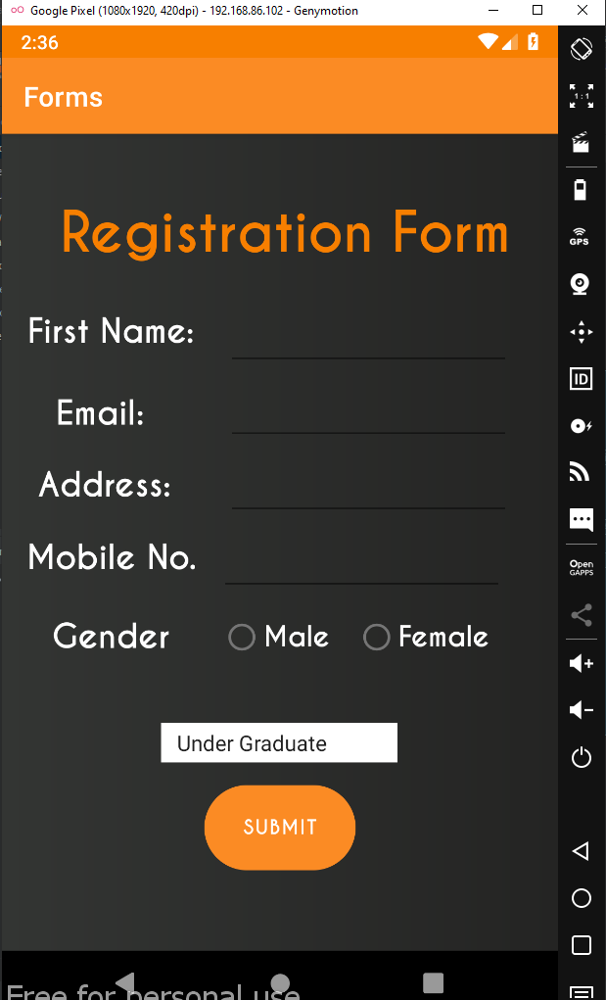 Google Pixel (1080x1920, 420dpi) - 192.168.86.102 - Genymotion
2:36
Forms
1:1
GPS
Registration Form
First Name:
Email:
ID
Address:
Mobile No.
Open
GAPPS
Gender Male Female
Under Graduate
SUBMIT
Free for personal use